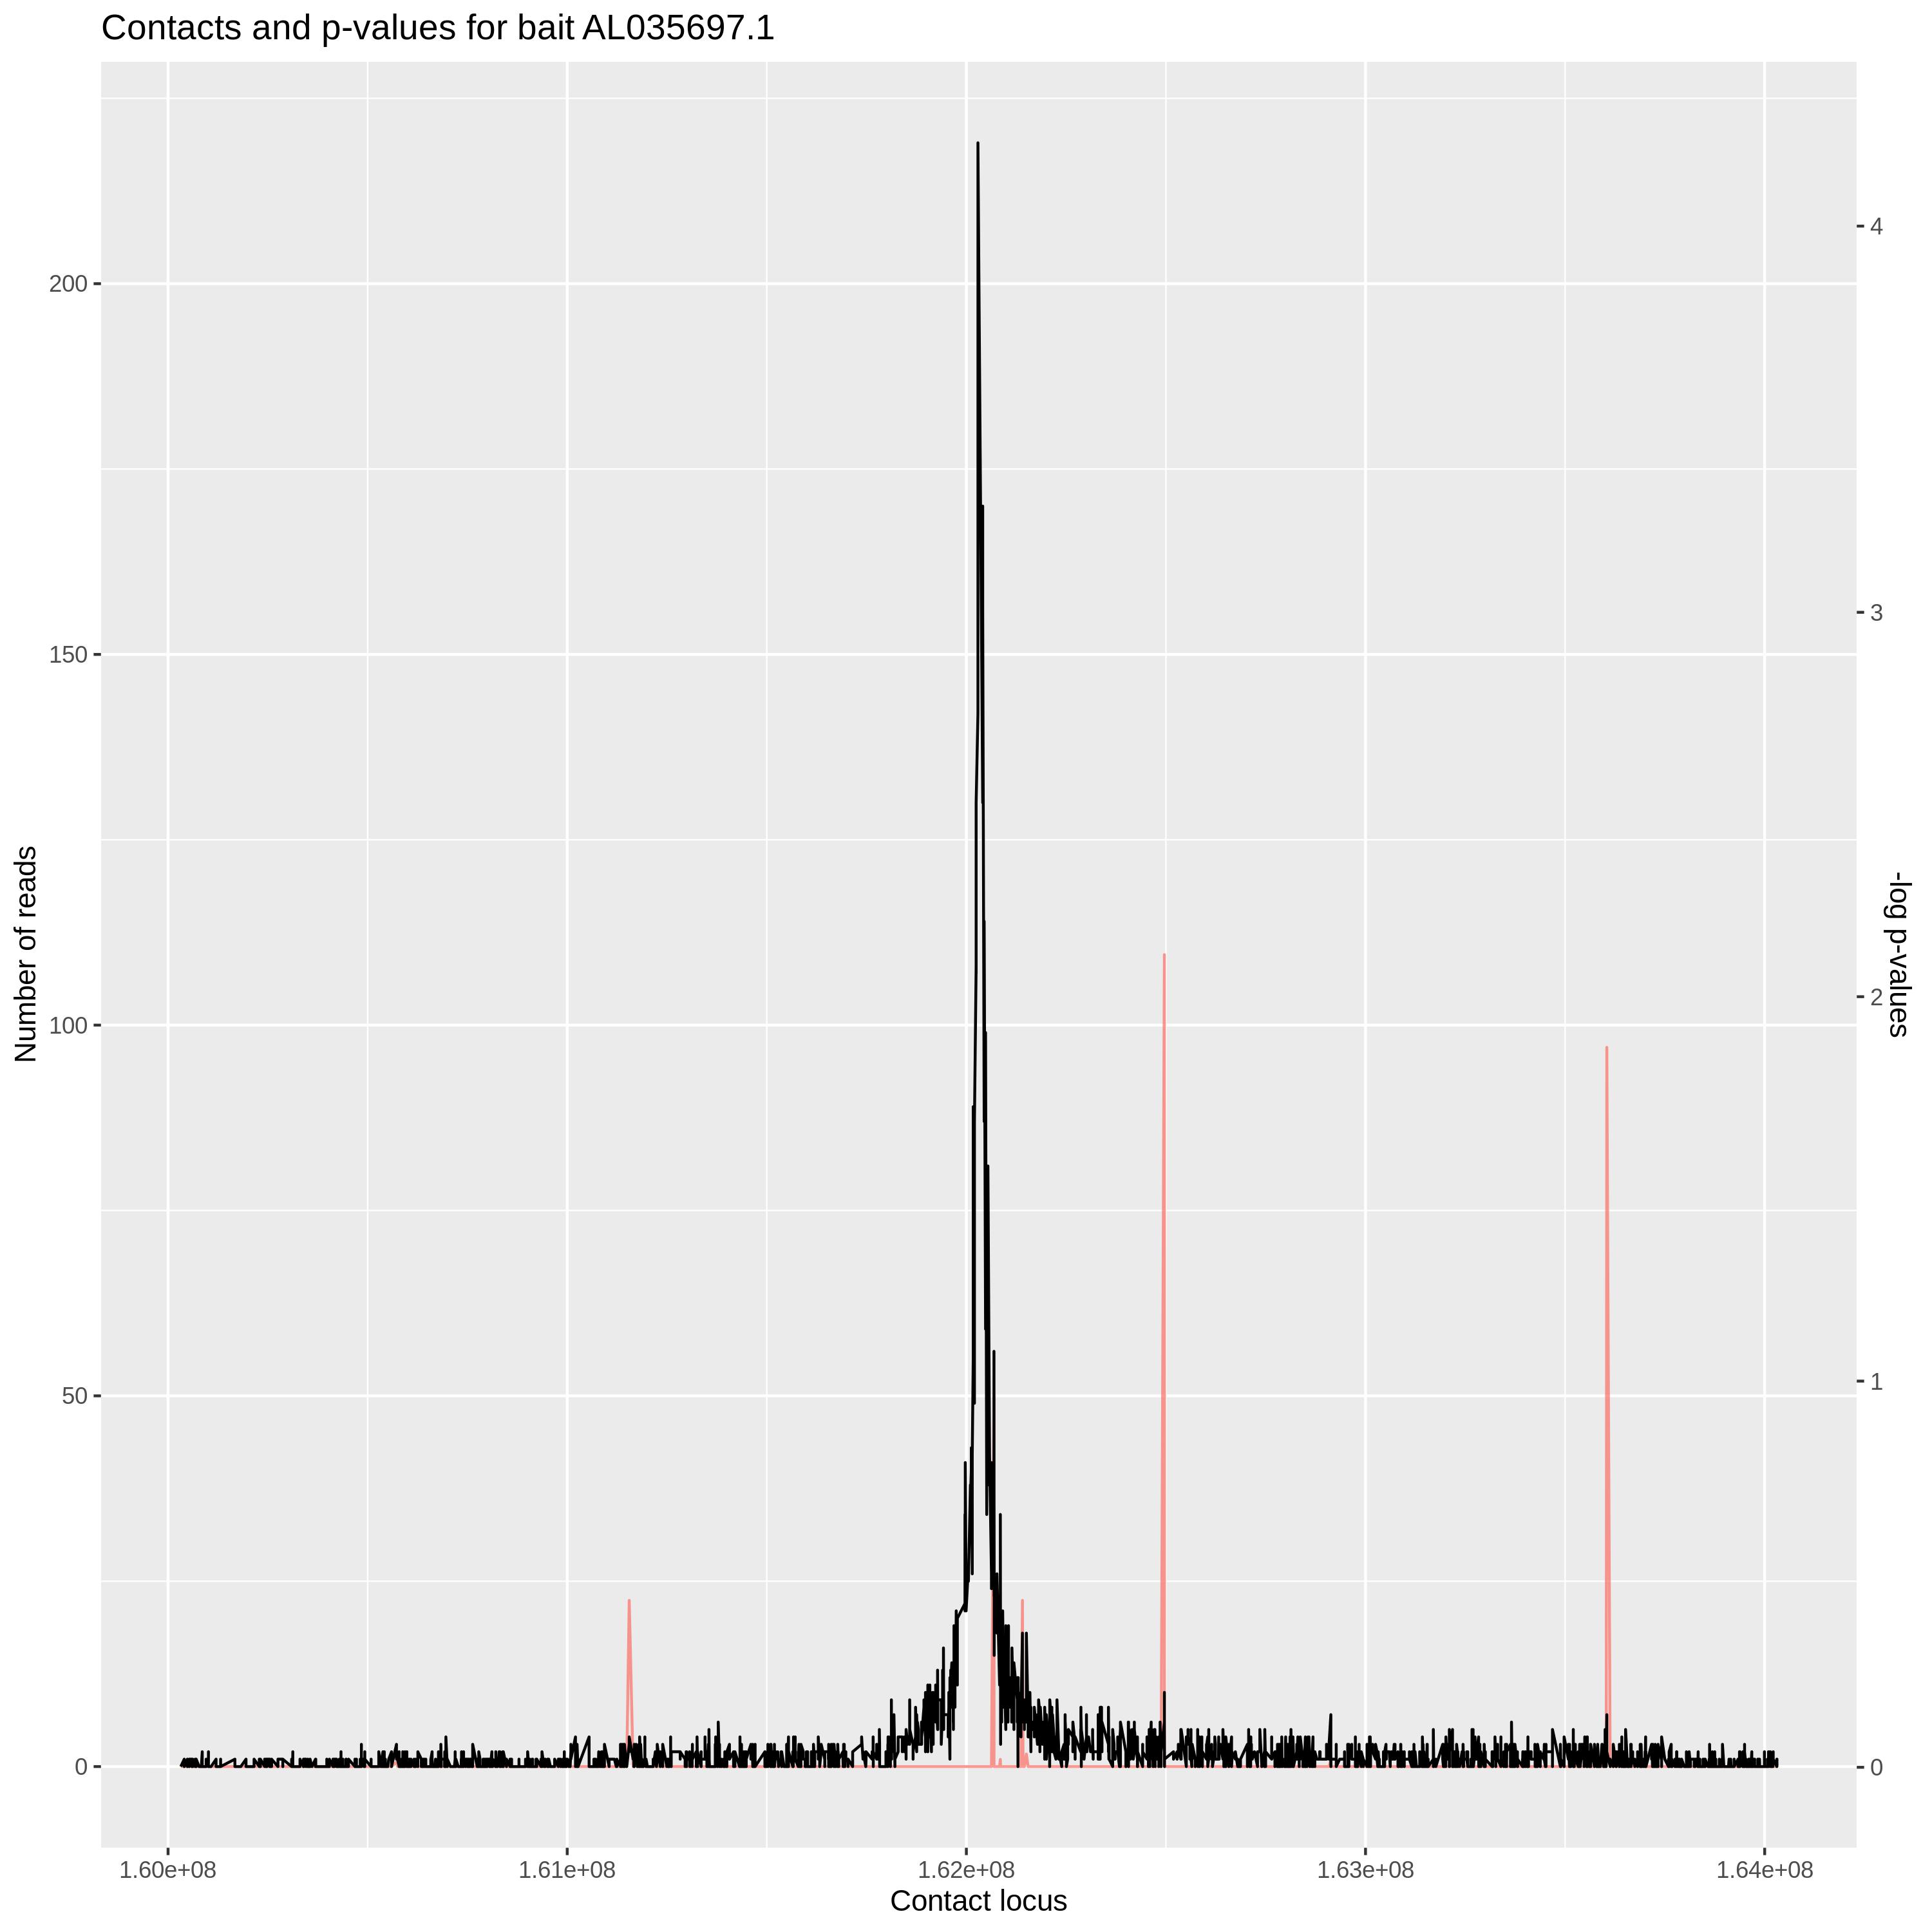 Contacts and p-values for bait AL035697.1
Number of reads
200
150
100
50
0
4
3
2
1
0
-log p-values
1.60e+08 1.61e+08 1.62e+08 1.63e+08 1.64e+08
Contact locus